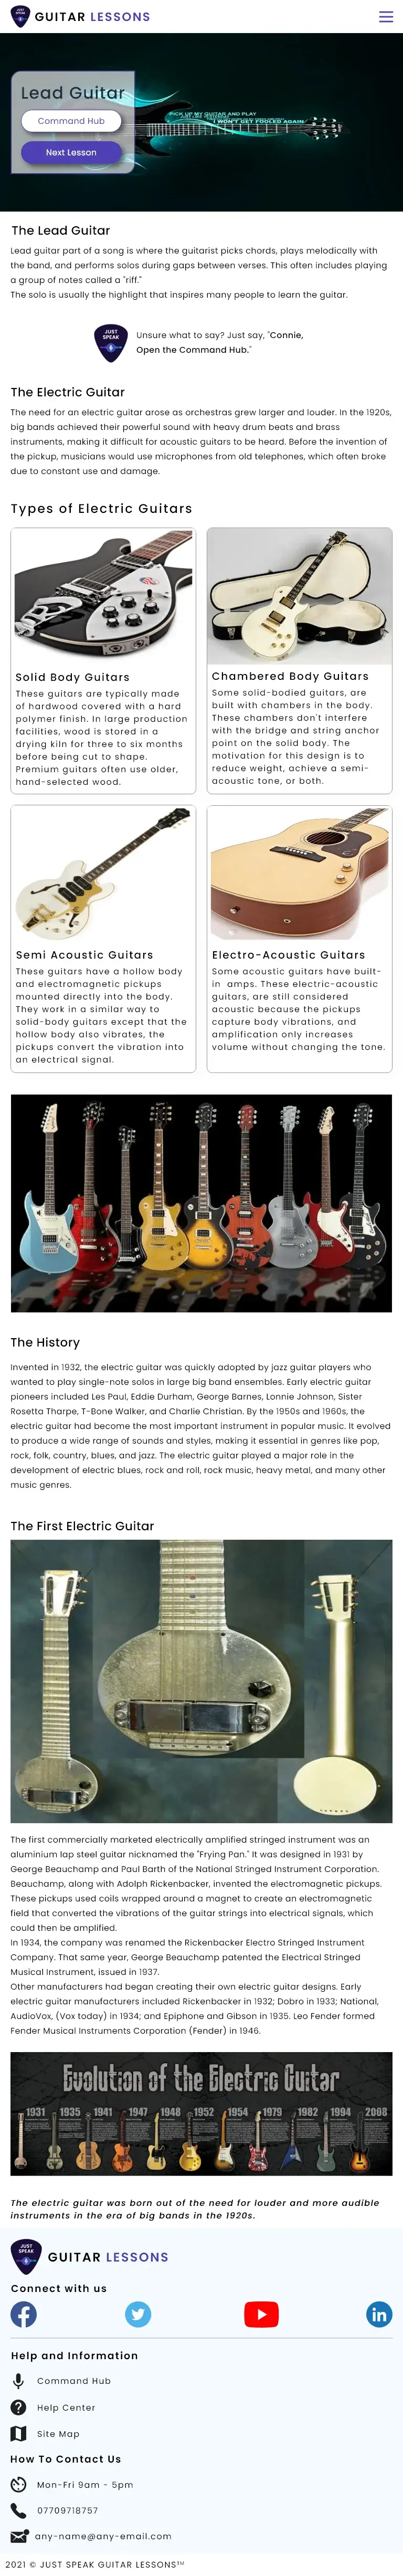 JUST
SPEAK
GUITAR LESSONS
Lead Guitar
Command Hub
Next Lesson
PICK UP MY GUITAR AND PLAY
I WON'T GET FOOLED AGAIN
The Lead Guitar
Lead guitar part of a song is where the guitarist picks chords, plays melodically with
the band, and performs solos during gaps between verses. This often includes playing
a group of notes called a "riff."
The solo is usually the highlight that inspires many people to learn the guitar.
JUST
SPEAK
Unsure what to say? Just say, "Connie,
Open the Command Hub."
The Electric Guitar
The need for an electric guitar arose as orchestras grew larger and louder. In the 1920s,
big bands achieved their powerful sound with heavy drum beats and brass
instruments, making it difficult for acoustic guitars to be heard. Before the invention of
the pickup, musicians would use microphones from old telephones, which often broke
due to constant use and damage.
Types of Electric Guitars
Solid Body Guitars
These guitars are typically made
of hardwood covered with a hard
polymer finish. In large production
facilities, wood is stored in a
drying kiln for three to six months
before being cut to shape.
Premium guitars often use older,
hand-selected wood.
Chambered Body Guitars
Some solid-bodied guitars, are
built with chambers in the body.
These chambers don't interfere
with the bridge and string anchor
point on the solid body. The
motivation for this design is to
reduce weight, achieve a semi-
acoustic tone, or both.
Semi Acoustic Guitars
These guitars have a hollow body
and electromagnetic pickups
mounted directly into the body.
They work in a similar way to
solid-body guitars except that the
hollow body also vibrates, the
pickups convert the vibration into
an electrical signal.
Electro-Acoustic Guitars
Some acoustic guitars have built-
in amps. These electric-acoustic
guitars, are still considered
acoustic because the pickups
capture body vibrations, and
amplification only increases
volume without changing the tone.
The History
Invented in 1932, the electric guitar was quickly adopted by jazz guitar players who
wanted to play single-note solos in large big band ensembles. Early electric guitar
pioneers included Les Paul, Eddie Durham, George Barnes, Lonnie Johnson, Sister
Rosetta Tharpe, T-Bone Walker, and Charlie Christian. By the 1950s and 1960s, the
electric guitar had become the most important instrument in popular music. It evolved
to produce a wide range of sounds and styles, making it essential in genres like pop,
rock, folk, country, blues, and jazz. The electric guitar played a major role in the
development of electric blues, rock and roll, rock music, heavy metal, and many other
music genres.
The First Electric Guitar
The first commercially marketed electrically amplified stringed instrument was an
aluminium lap steel guitar nicknamed the "Frying Pan." It was designed in 1931 by
George Beauchamp and Paul Barth of the National Stringed Instrument Corporation.
Beauchamp, along with Adolph Rickenbacker, invented the electromagnetic pickups.
These pickups used coils wrapped around a magnet to create an electromagnetic
field that converted the vibrations of the guitar strings into electrical signals, which
could then be amplified.
In 1934, the company was renamed the Rickenbacker Electro Stringed Instrument
Company. That same year, George Beauchamp patented the Electrical Stringed
Musical Instrument, issued in 1937.
Other manufacturers had began creating their own electric guitar designs. Early
electric guitar manufacturers included Rickenbacker in 1932; Dobro in 1933; National,
AudioVox, (Vox today) in 1934; and Epiphone and Gibson in 1935. Leo Fender formed
Fender Musical Instruments Corporation (Fender) in 1946.
Evolution of the Electric Guitar
1931 1935 1941 1947 1948 1952 1954 1979 1982 1994 2008
The electric guitar was born out of the need for louder and more audible
instruments in the era of big bands in the 1920s.
JUST
SPEAK
GUITAR LESSONS
Connect with us
Help and Information
Command Hub
Help Center
Site Map
How To Contact Us
Mon-Fri 9am - 5pm
07709718757
any-name@any-email.com
2021 © JUST SPEAK GUITAR LESSONS℠